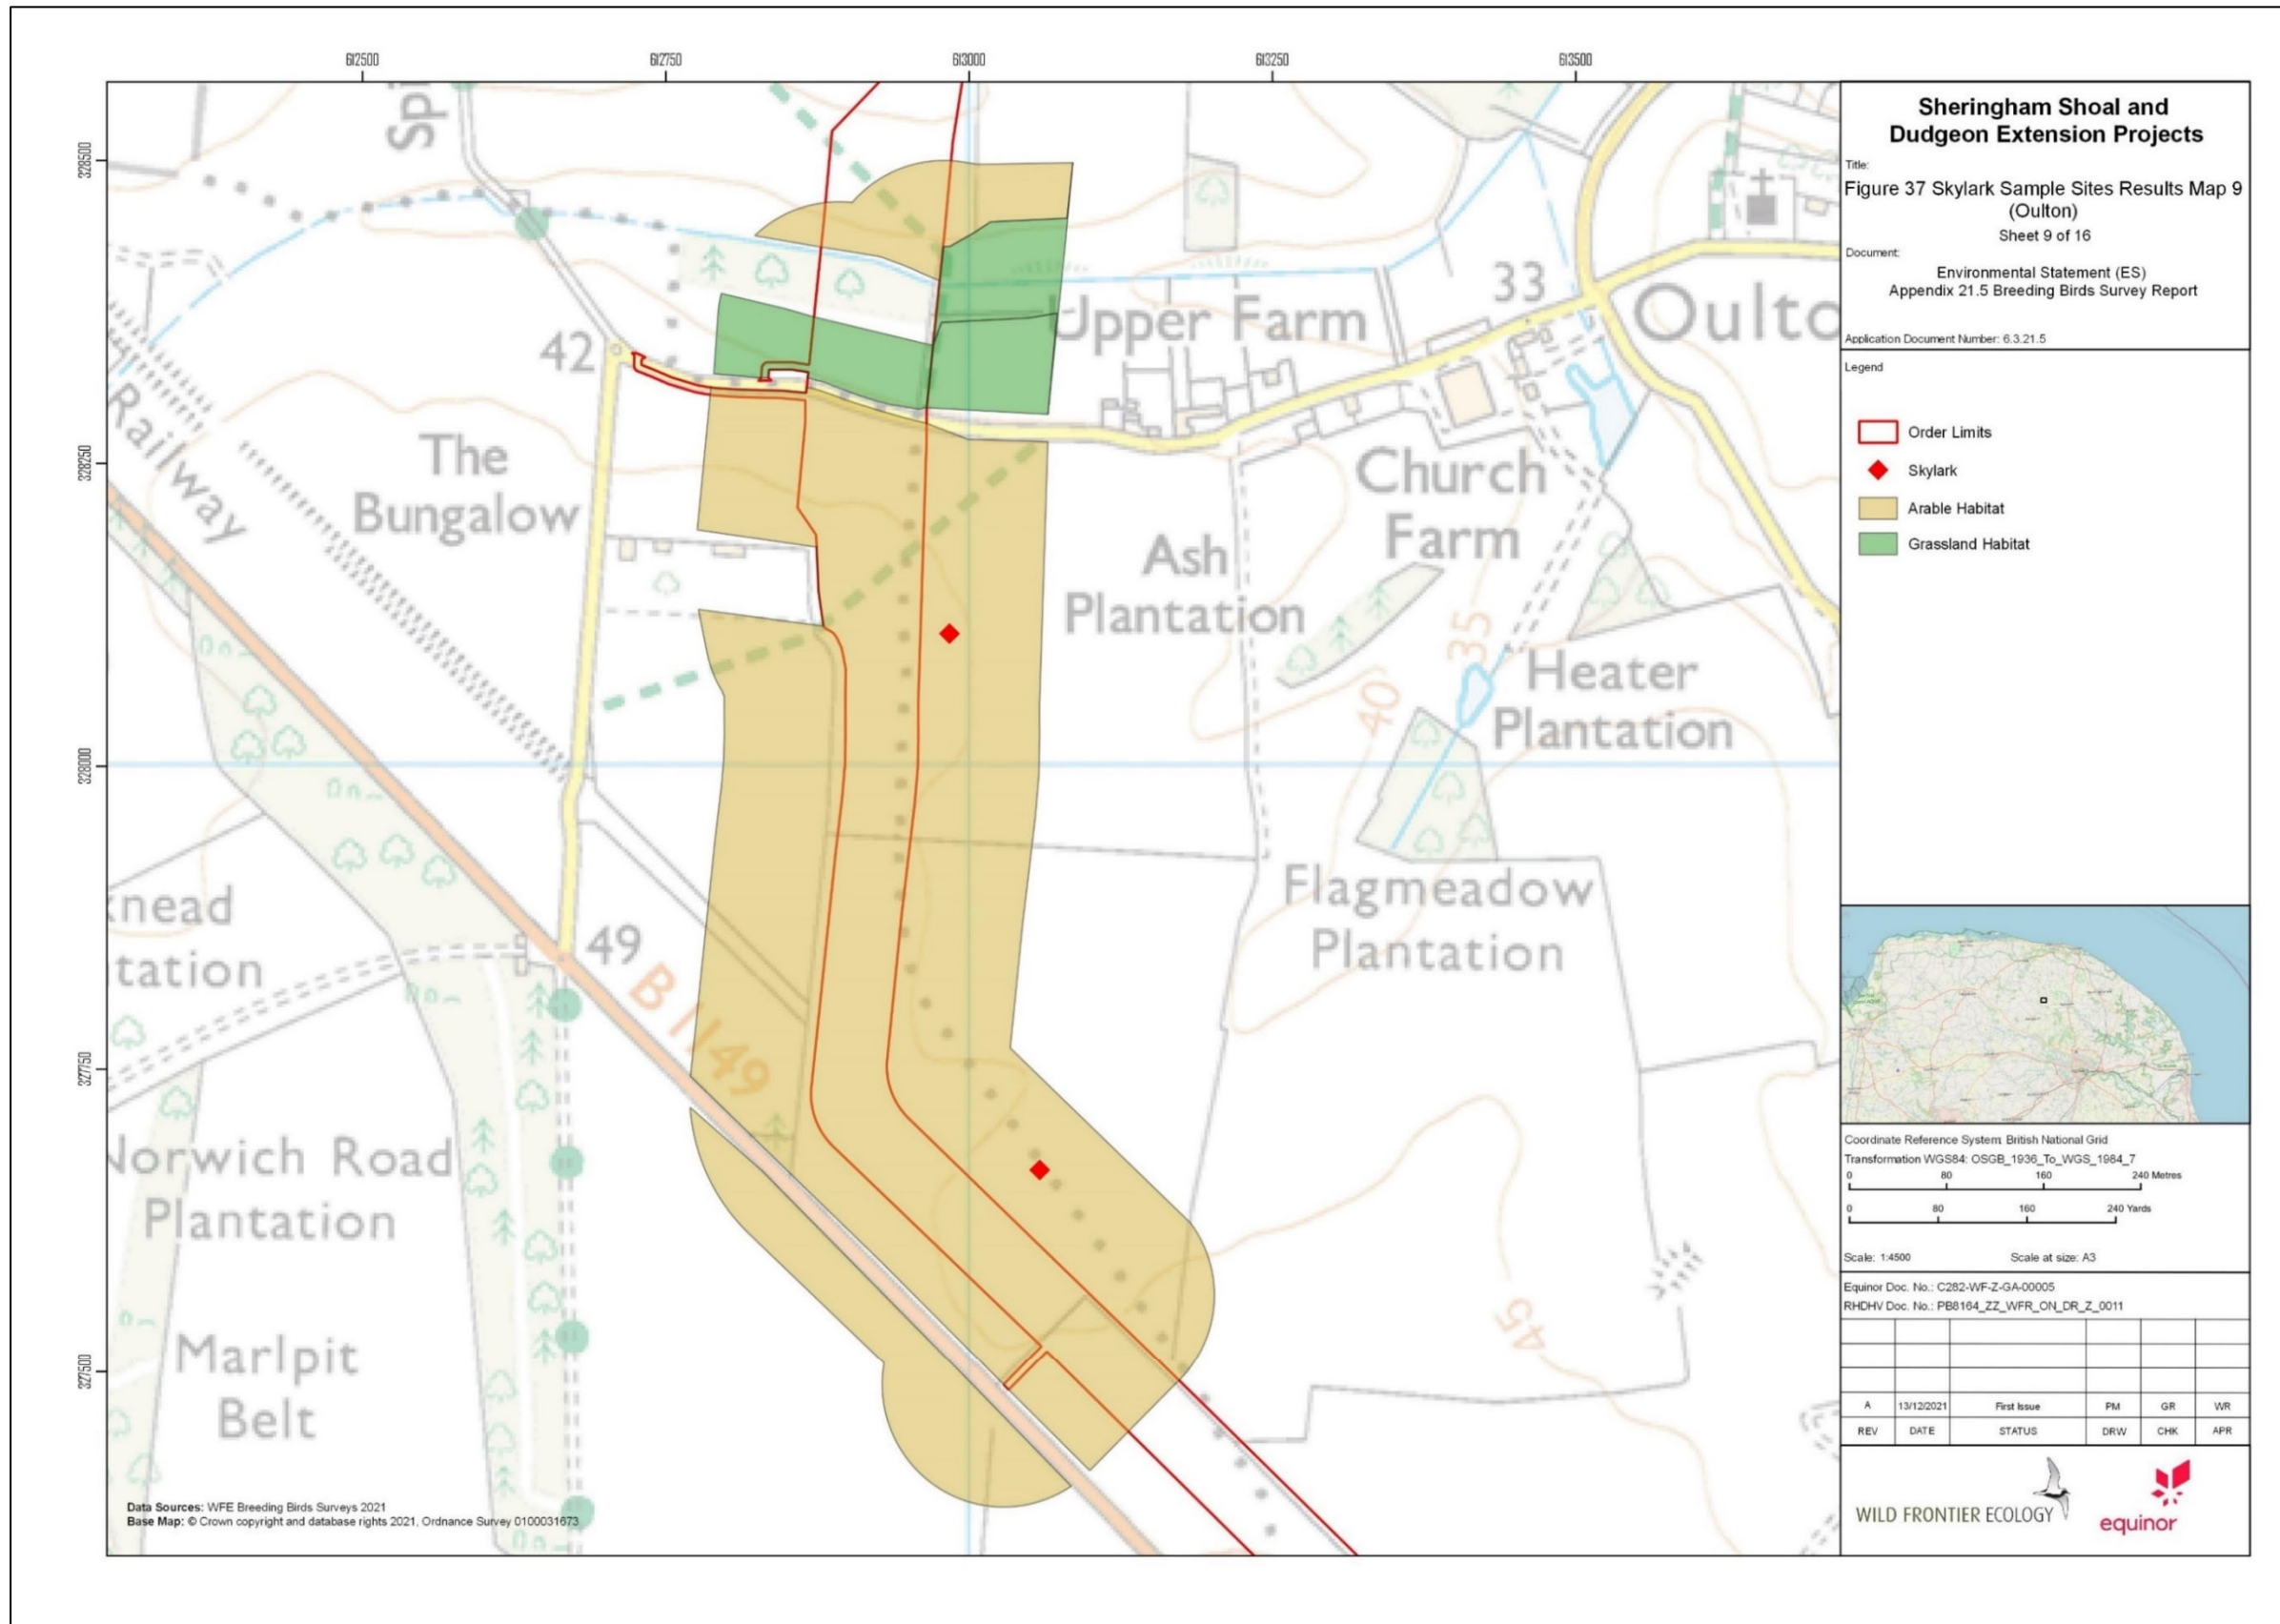 612500
612750
613000
613250
613500
328500
328250
328000
327750
327500
Spi
42
Railway
The
Bungalow
Upper Farm
33
Oulto
Church
Farm
Ash
Plantation
35
40
Heater
Plantation
Flagmeadow
Plantation
knead
tation
49
B1149
Norwich Road
Plantation
Marlpit
Belt
45
Data Sources: WFE Breeding Birds Surveys 2021
Base Map: © Crown copyright and database rights 2021, Ordnance Survey 0100031673
Sheringham Shoal and
Dudgeon Extension Projects
Title:
Figure 37 Skylark Sample Sites Results Map 9
(Oulton)
Sheet 9 of 16
Document:
Environmental Statement (ES)
Appendix 21.5 Breeding Birds Survey Report
Application Document Number: 6.3.21.5
Legend
Order Limits
Skylark
Arable Habitat
Grassland Habitat
Coordinate Reference System: British National Grid
Transformation WGS84: OSGB_1936_To_WGS_1984_7
0 80 160 240 Metres
0 80 160 240 Yards
Scale: 1:4500 Scale at size: A3
Equinor Doc. No.: C282-WF-Z-GA-00005
RHDHV Doc. No.: PB8164_ZZ_WFR_ON_DR_Z_0011
A 13/12/2021 First Issue PM GR WR
REV DATE STATUS DRW CHK APR
WILD FRONTIER ECOLOGY
equinor